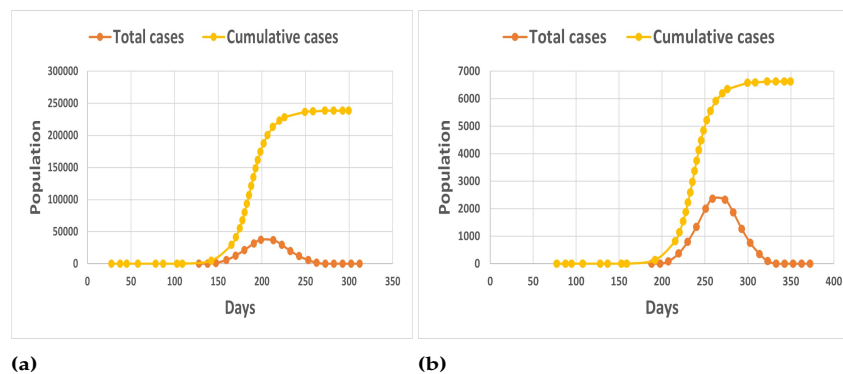 Total cases Cumulative cases
300000
250000
200000
150000
100000
50000
0
0 50 100 150 200 250 300 350
Population
Days
(a)
Total cases Cumulative cases
7000
6000
5000
4000
3000
2000
1000
0
0 50 100 150 200 250 300 350 400
Population
Days
(b)